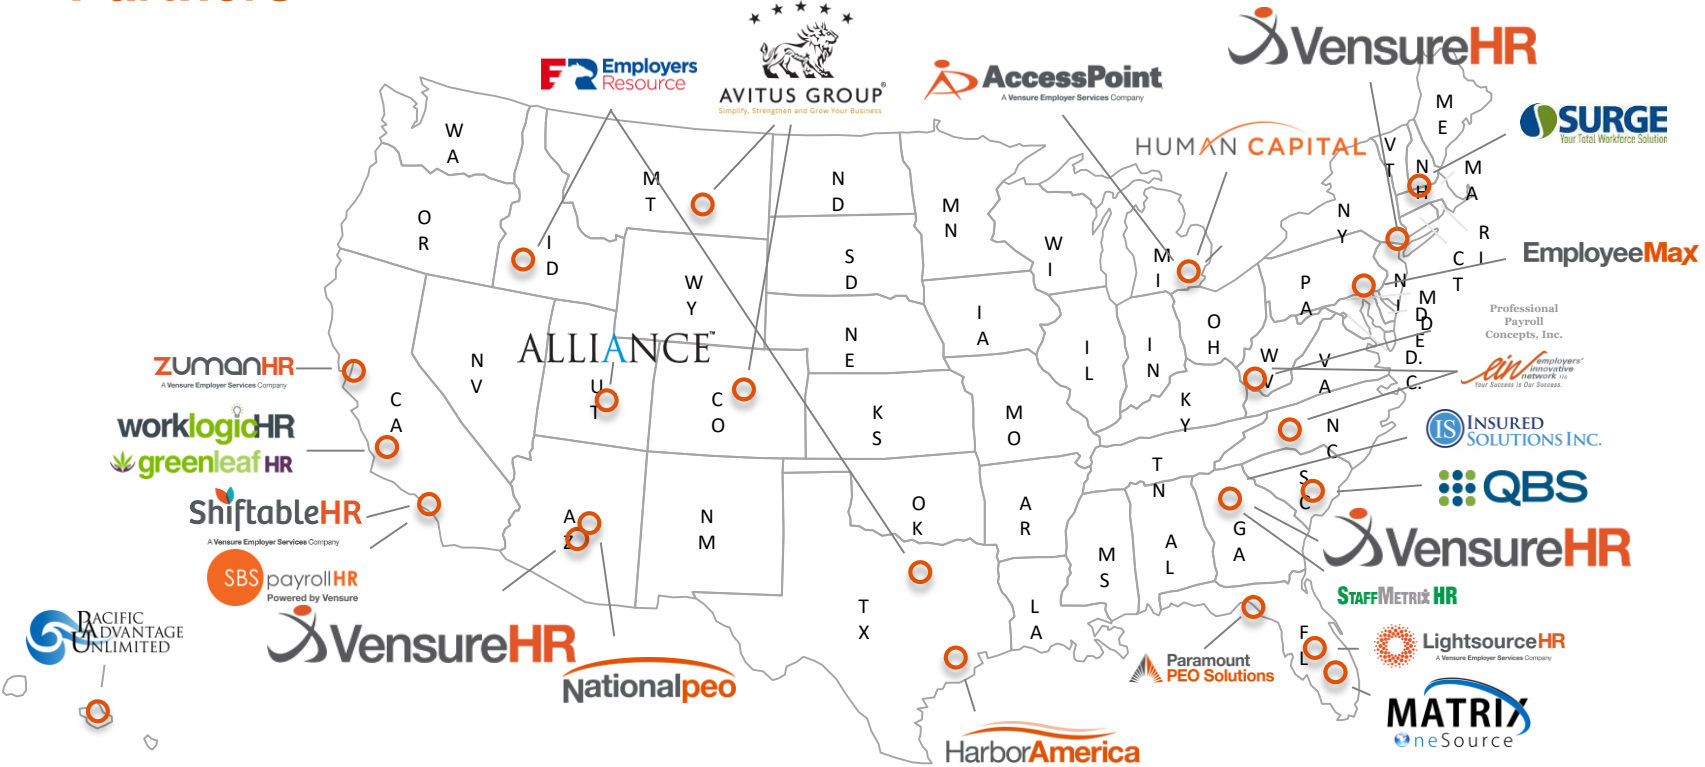 Partners
Employers
Resource
AVITUS GROUP®
Simplify, Strengthen and Grow Your Business
AccessPoint
A Vensure Employer Services Company
VensureHR
HUMAN CAPITAL
SURGE
Your Total Workforce Solution
EmployeeMax
Professional
Payroll
Concepts, Inc.
ein employers'
innovative
network llc
Your Success is Our Success.
IS INSURED
SOLUTIONS INC.
QBS
VensureHR
STAFFMETRIX HR
LightsourceHR
A Vensure Employer Services Company
MATRIX
OneSource
Paramount
PEO Solutions
HarborAmerica
Nationalpeo
VensureHR
PACIFIC
ADVANTAGE
UNLIMITED
SBS payrollHR
Powered by Vensure
ShiftableHR
A Vensure Employer Services Company
greenleaf HR
worklogicHR
ZUMANHR
A Vensure Employer Services Company
ALLIANCE™
WA
OR
CA
NV
ID
MT
WY
UT
CO
AZ
NM
ND
SD
NE
KS
OK
TX
MN
IA
MO
AR
LA
WI
IL
IN
MI
OH
KY
TN
MS
AL
GA
FL
SC
NC
VA
WV
PA
NY
VT
NH
ME
MA
RI
CT
NJ
MD
DE
D.C.